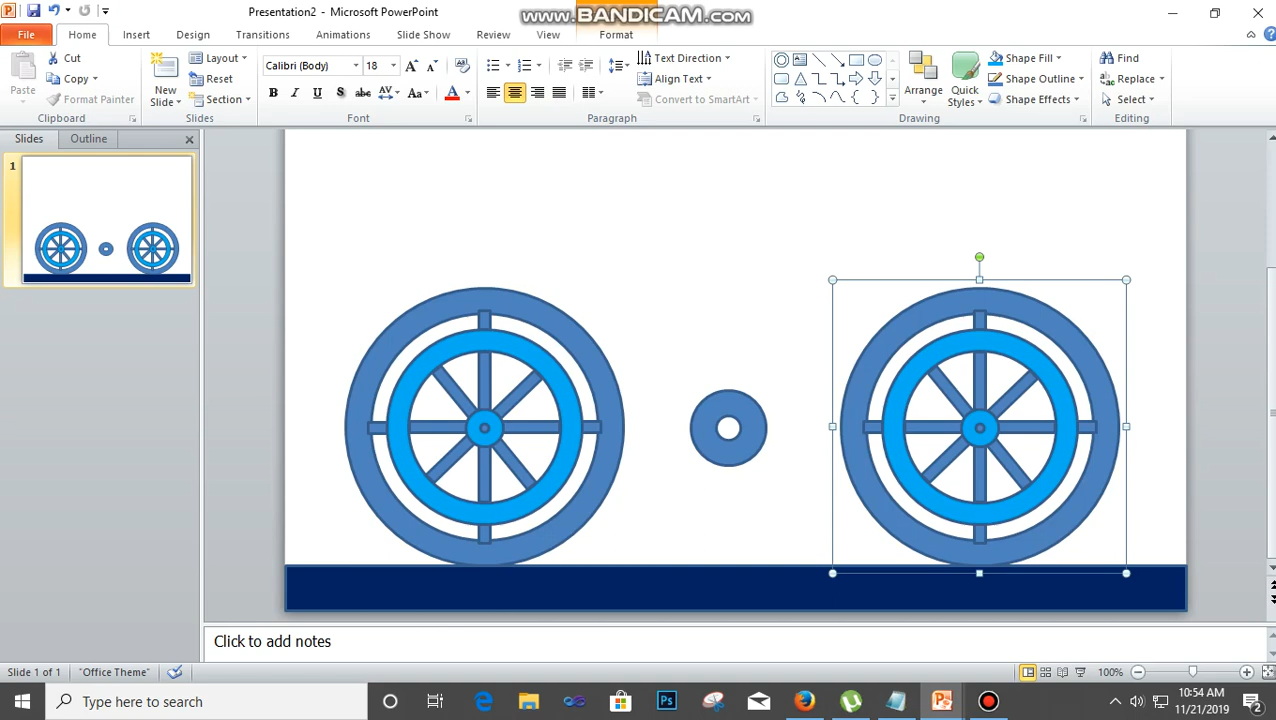 Presentation2 - Microsoft PowerPoint
www.BANDICAM.com
File Home Insert Design Transitions Animations Slide Show Review View Format
Paste
Cut
Copy
Format Painter
Clipboard
New Slide
Layout
Reset
Section
Slides
Calibri (Body) 18
B I U S abc AV Aa A
Font
Text Direction
Align Text
Convert to SmartArt
Paragraph
Arrange
Quick Styles
Shape Fill
Shape Outline
Shape Effects
Drawing
Find
Replace
Select
Editing
Slides Outline
1
Click to add notes
Slide 1 of 1 "Office Theme" 100%
Type here to search
10:54 AM
11/21/2019
2